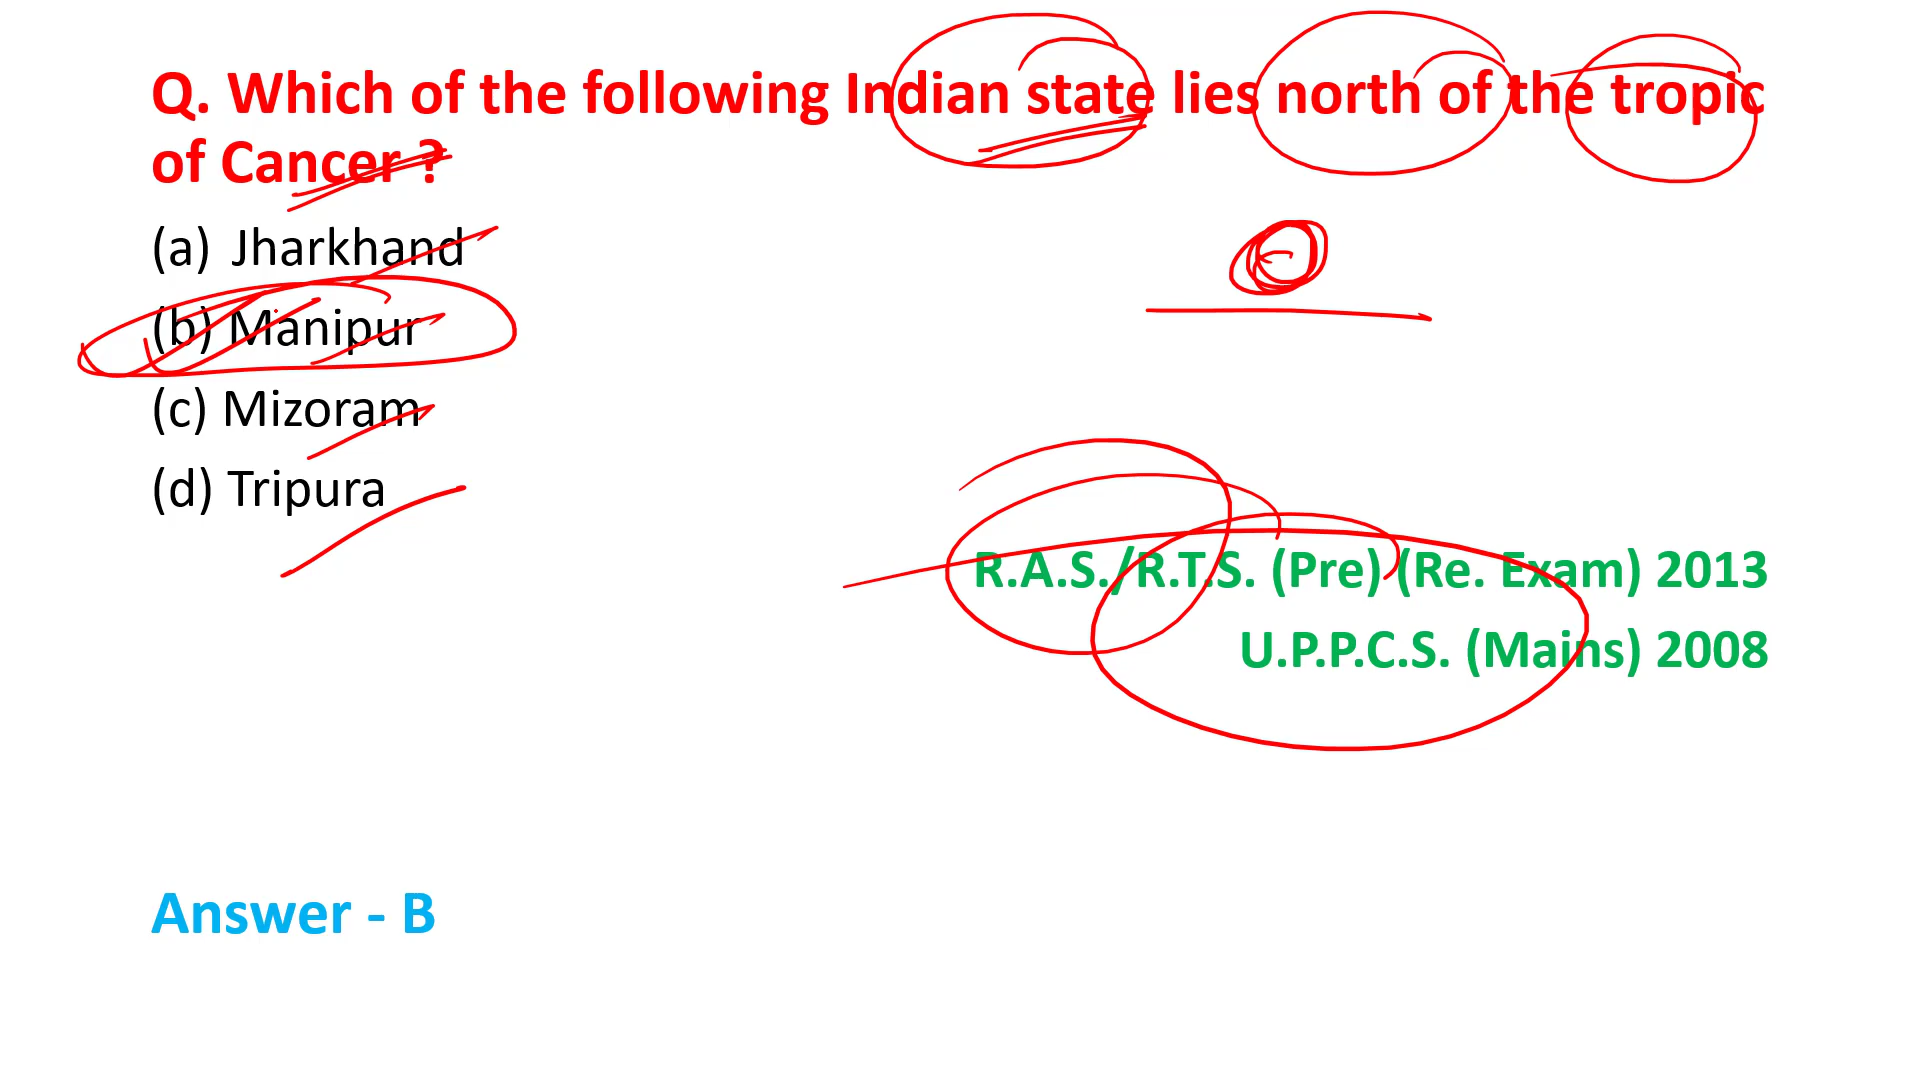 Q. Which of the following Indian state lies north of the tropic
of Cancer ?
(a) Jharkhand
(b) Manipur
(c) Mizoram
(d) Tripura
R.A.S./R.T.S. (Pre) (Re. Exam) 2013
U.P.P.C.S. (Mains) 2008
Answer - B